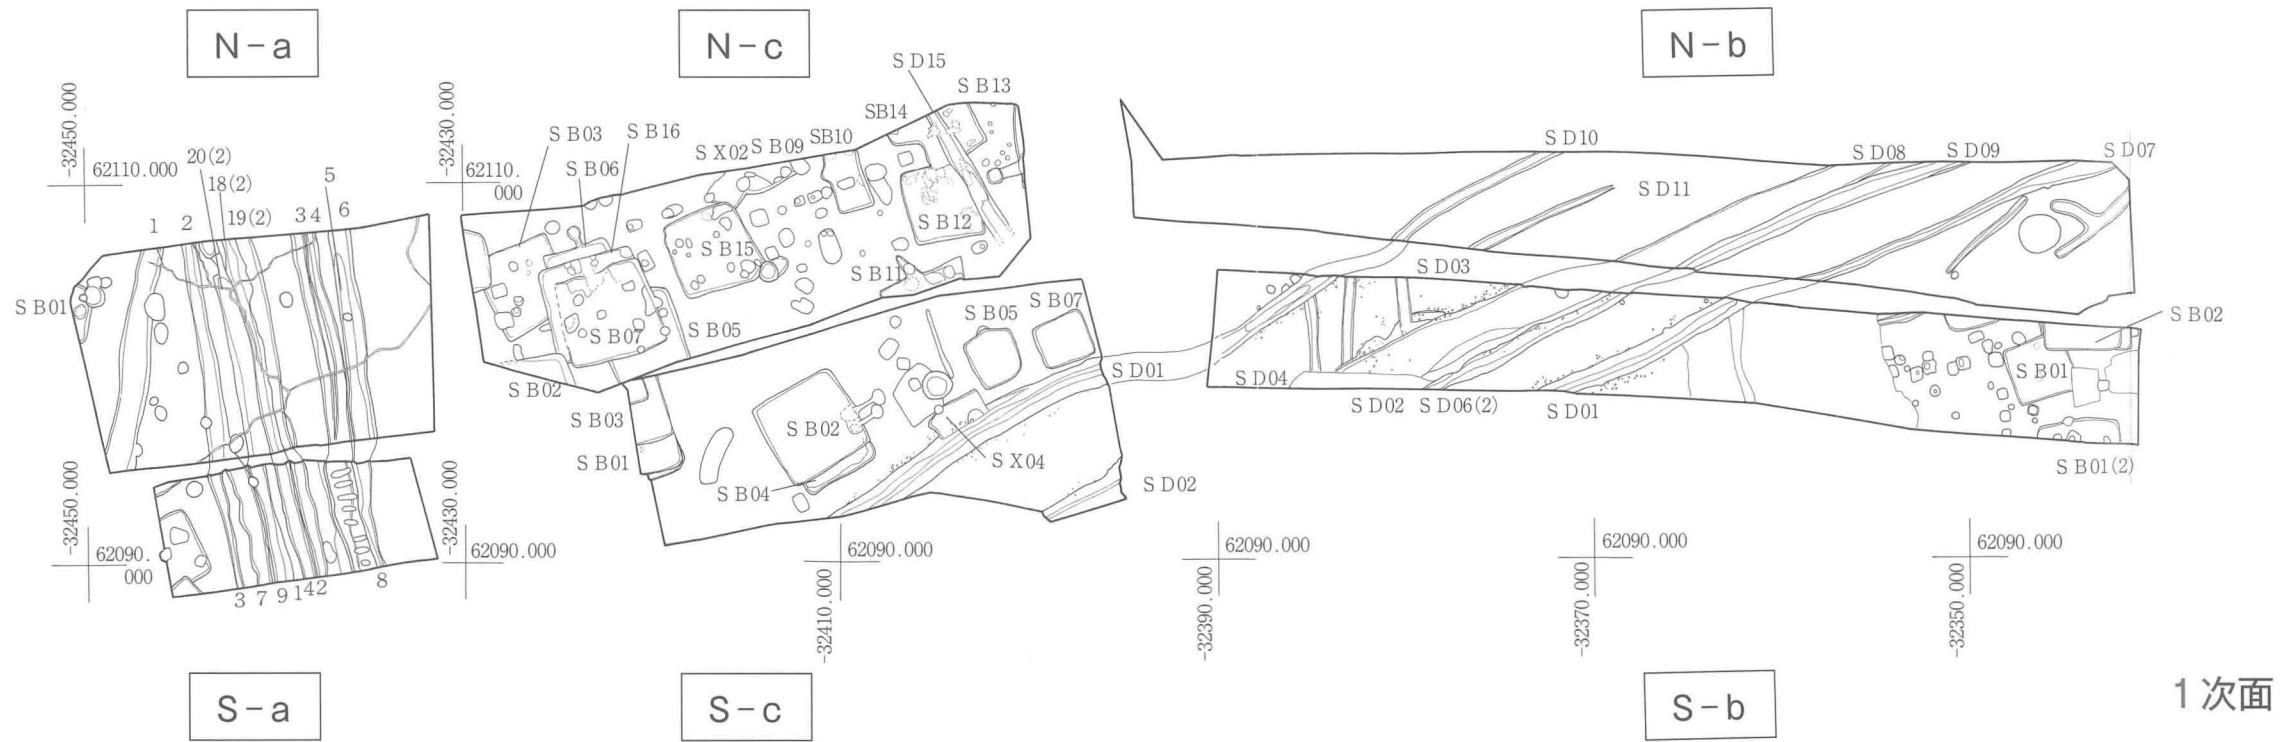 N-a
N-c
N-b
-32450.000
62110.000
20(2)
18(2)
19(2)
1
2
3 4
5
6
SB01
-32430.000
62110.
000
SB03
SB16
SB06
SX02
SB09
SB10
SB14
SD15
SB13
SB15
SB12
SB11
SB07
SB05
SB02
SD10
SD11
SD08
SD09
SD07
SD03
SB03
SB01
SB02
SB04
SB05
SB07
SX04
SD01
SD02
SD04
SD02
SD06(2)
SD01
SB01
SB02
SB01(2)
-32450.000
62090.
000
3 7 9 14 2
8
-32430.000
62090.000
62090.000
-32410.000
62090.000
-32390.000
62090.000
-32370.000
62090.000
-32350.000
S-a
S-c
S-b
1次面